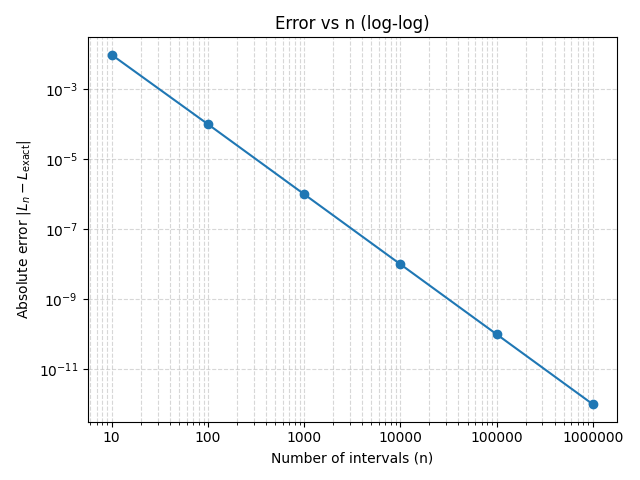 Error vs n (log-log)
Absolute error |Lₙ − L_exact|
10⁻³
10⁻⁵
10⁻⁷
10⁻⁹
10⁻¹¹
10 100 1000 10000 100000 1000000
Number of intervals (n)